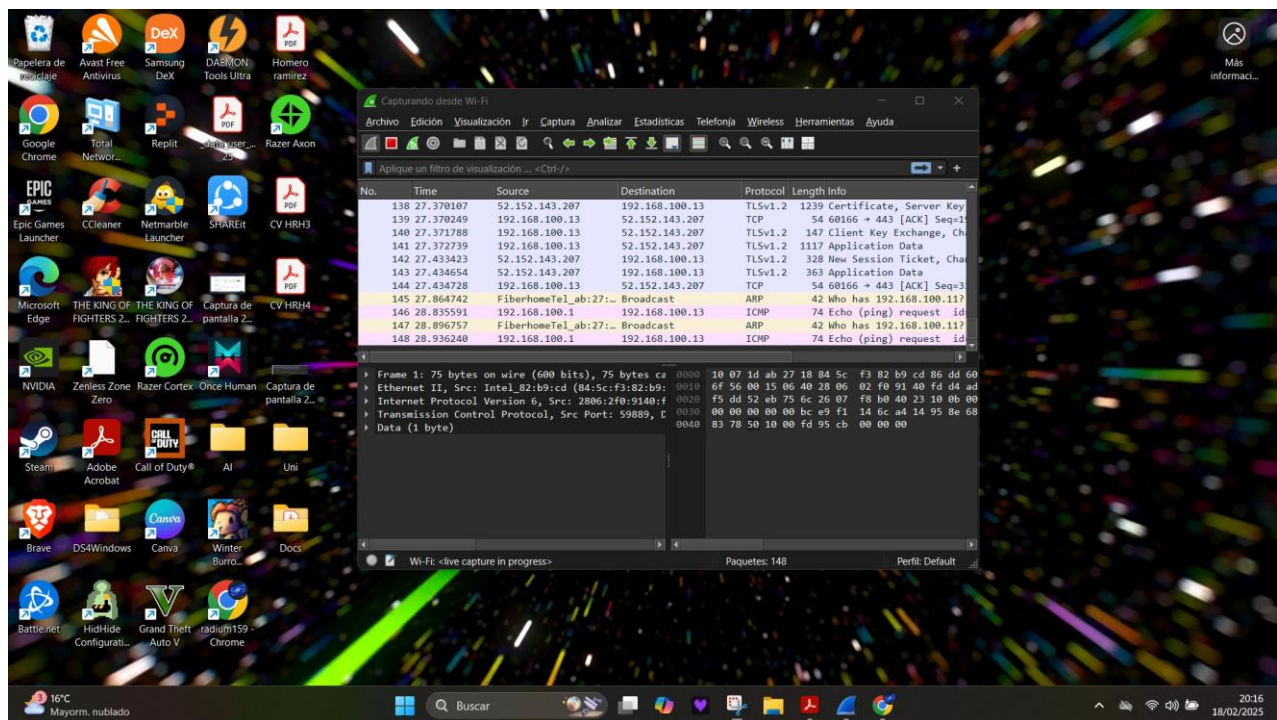 Papelera de reciclaje
Avast Free Antivirus
Samsung DeX
DAEMON Tools Ultra
Homero ramirez
Más informaci...
Google Chrome
Total Networ...
Replit
Razer Axon
Epic Games Launcher
CCleaner
Netmarble Launcher
SHAREit
CV HRH3
Microsoft Edge
THE KING OF FIGHTERS 2...
THE KING OF FIGHTERS 2...
Captura de pantalla 2...
CV HRH4
NVIDIA
Zenless Zone Zero
Razer Cortex
Once Human
Captura de pantalla 2...
Steam
Adobe Acrobat
Call of Duty®
AI
Uni
Brave
DS4Windows
Canva
Winter Burro...
Docs
Battle.net
HidHide Configurati...
Grand Theft Auto V
radium159 - Chrome
Capturando desde Wi-Fi
Archivo Edición Visualización Ir Captura Analizar Estadísticas Telefonía Wireless Herramientas Ayuda
Aplique un filtro de visualización ... <Ctrl-/>
No. Time Source Destination Protocol Length Info
138 27.370107 52.152.143.207 192.168.100.13 TLSv1.2 1239 Certificate, Server Key
139 27.370249 192.168.100.13 52.152.143.207 TCP 54 60166 → 443 [ACK]
140 27.371788 192.168.100.13 52.152.143.207 TLSv1.2 147 Client Key Exchange,
141 27.372739 192.168.100.13 52.152.143.207 TLSv1.2 1117 Application Data
142 27.433423 52.152.143.207 192.168.100.13 TLSv1.2 328 New Session Ticket,
143 27.434654 52.152.143.207 192.168.100.13 TLSv1.2 363 Application Data
144 27.434728 192.168.100.13 52.152.143.207 TCP 54 60166 → 443 [ACK]
145 27.864742 FiberhomeTel_ab:27:… Broadcast ARP 42 Who has 192.168.100.11?
146 28.835591 192.168.100.1 192.168.100.13 ICMP 74 Echo (ping) request
147 28.896757 FiberhomeTel_ab:27:… Broadcast ARP 42 Who has 192.168.100.11?
148 28.936240 192.168.100.1 192.168.100.13 ICMP 74 Echo (ping) request
Frame 1: 75 bytes on wire (600 bits), 75 bytes ca
Ethernet II, Src: Intel_82:b9:cd (84:5c:f3:82:b9:
Internet Protocol Version 6, Src: 2806:2f0:9140:f
Transmission Control Protocol, Src Port: 59889, D
Data (1 byte)
0000 10 07 1d ab 27 18 84 5c f3 82 b9 cd 86 dd 60
0010 6f 56 00 15 06 40 28 06 02 f0 91 40 fd d4 ad
0020 f5 dd 52 eb 75 6c 26 07 f8 b0 40 23 10 0b 00
0030 00 00 00 00 00 bc e9 f1 14 6c a4 14 95 8e 68
0040 83 78 50 10 00 fd 95 cb 00 00 00
Wi-Fi: <live capture in progress>
Paquetes: 148
Perfil: Default
16°C
Mayorm. nublado
Buscar
20:16
18/02/2025